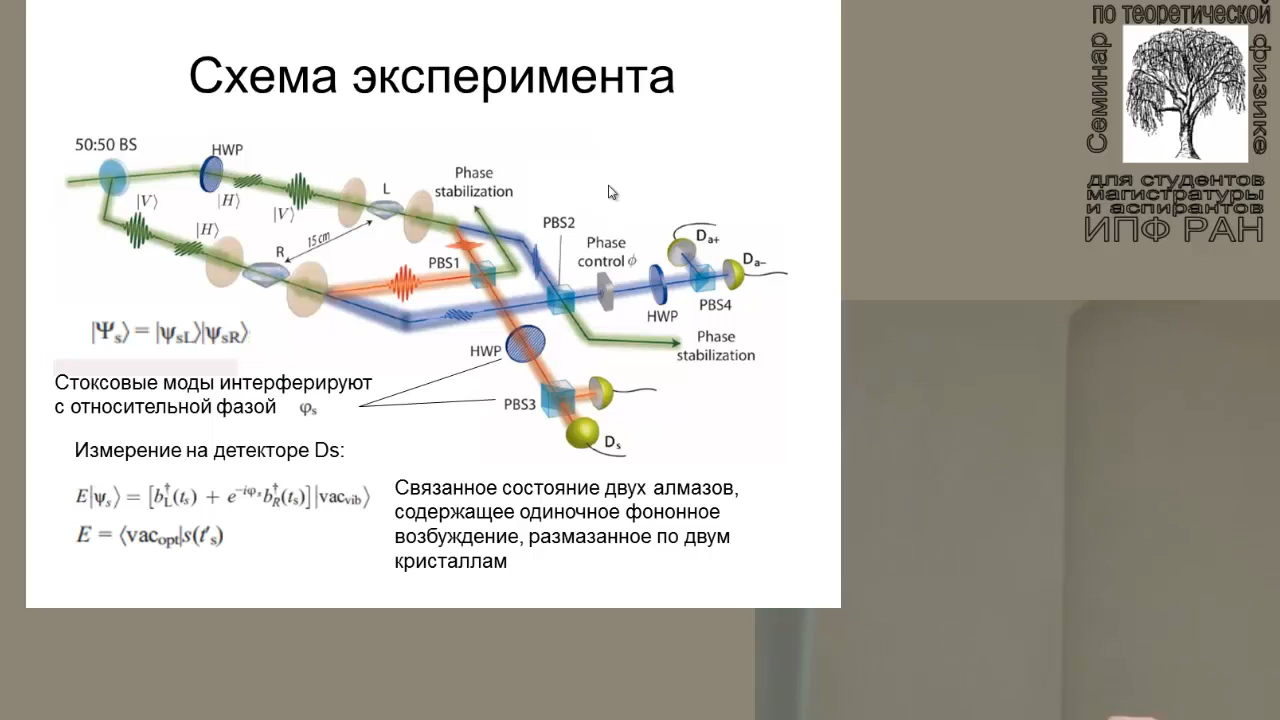 Схема эксперимента
50:50 BS
HWP
|V⟩
|H⟩
|V⟩
|H⟩
L
R
15 cm
Phase
stabilization
PBS1
PBS2
Phase
control ϕ
HWP
D a+
D a–
PBS4
Phase
stabilization
HWP
PBS3
D s
|Ψs⟩ = |ψsL⟩|ψsR⟩
Стоксовые моды интерферируют
с относительной фазой φs
Измерение на детекторе Ds:
E|ψs⟩ = [b†L(ts) + e^−iφs b†R(ts)]|vacvib⟩
E = ⟨vacopt|s(t′s)
Связанное состояние двух алмазов,
содержащее одиночное фононное
возбуждение, размазанное по двум
кристаллам
Семинар
по теоретической
физике
для студентов
магистратуры
и аспирантов
ИПФ РАН